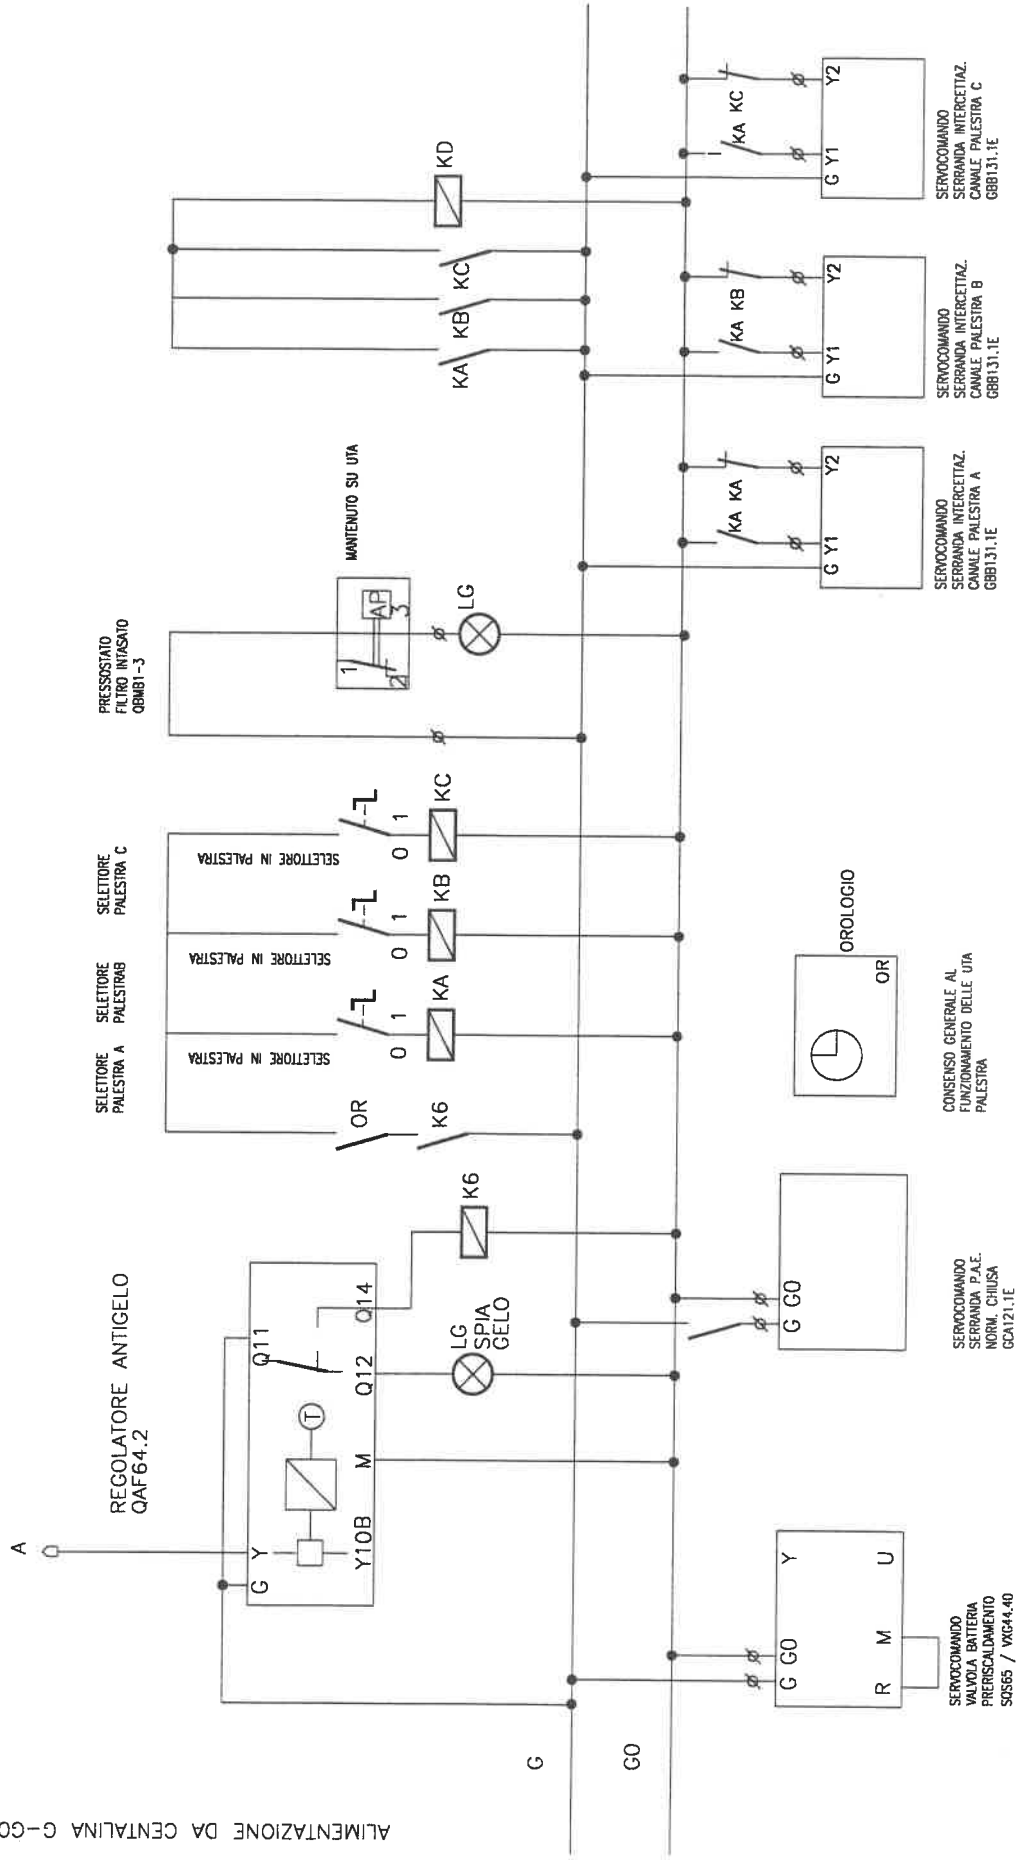 ALIMENTAZIONE DA CENTALINA G-GO
A
REGOLATORE ANTIGELO
QAF64.2
G
Y
Q11
T
Y10B
M
Q12
Q14
LG
SPIA
GELO
K6
SELETTORE
PALESTRA A
SELETTORE
PALESTRAB
SELETTORE
PALESTRA C
OR
K6
SELETTORE IN PALESTRA
SELETTORE IN PALESTRA
SELETTORE IN PALESTRA
0 1
0 1
0 1
KA
KB
KC
PRESSOSTATO
FILTRO INTASATO
QBM81-3
1
2
3
AP
MANTENUTO SU UTA
LG
KA
KB
KC
KD
G
GO
G GO
Y
R M
U
SERVOCOMANDO
VALVOLA BATTERIA
PRERISCALDAMENTO
SQS65 / VXG44.40
G GO
SERVOCOMANDO
SERRANDA P.A.E.
NORM. CHIUSA
GCA121.1E
OROLOGIO
OR
CONSENSO GENERALE AL
FUNZIONAMENTO DELLE UTA
PALESTRA
KA KA
G Y1 Y2
SERVOCOMANDO
SERRANDA INTERCETTAZ.
CANALE PALESTRA A
GBB131.1E
KA KB
G Y1 Y2
SERVOCOMANDO
SERRANDA INTERCETTAZ.
CANALE PALESTRA B
GBB131.1E
KA KC
G Y1 Y2
SERVOCOMANDO
SERRANDA INTERCETTAZ.
CANALE PALESTRA C
GBB131.1E